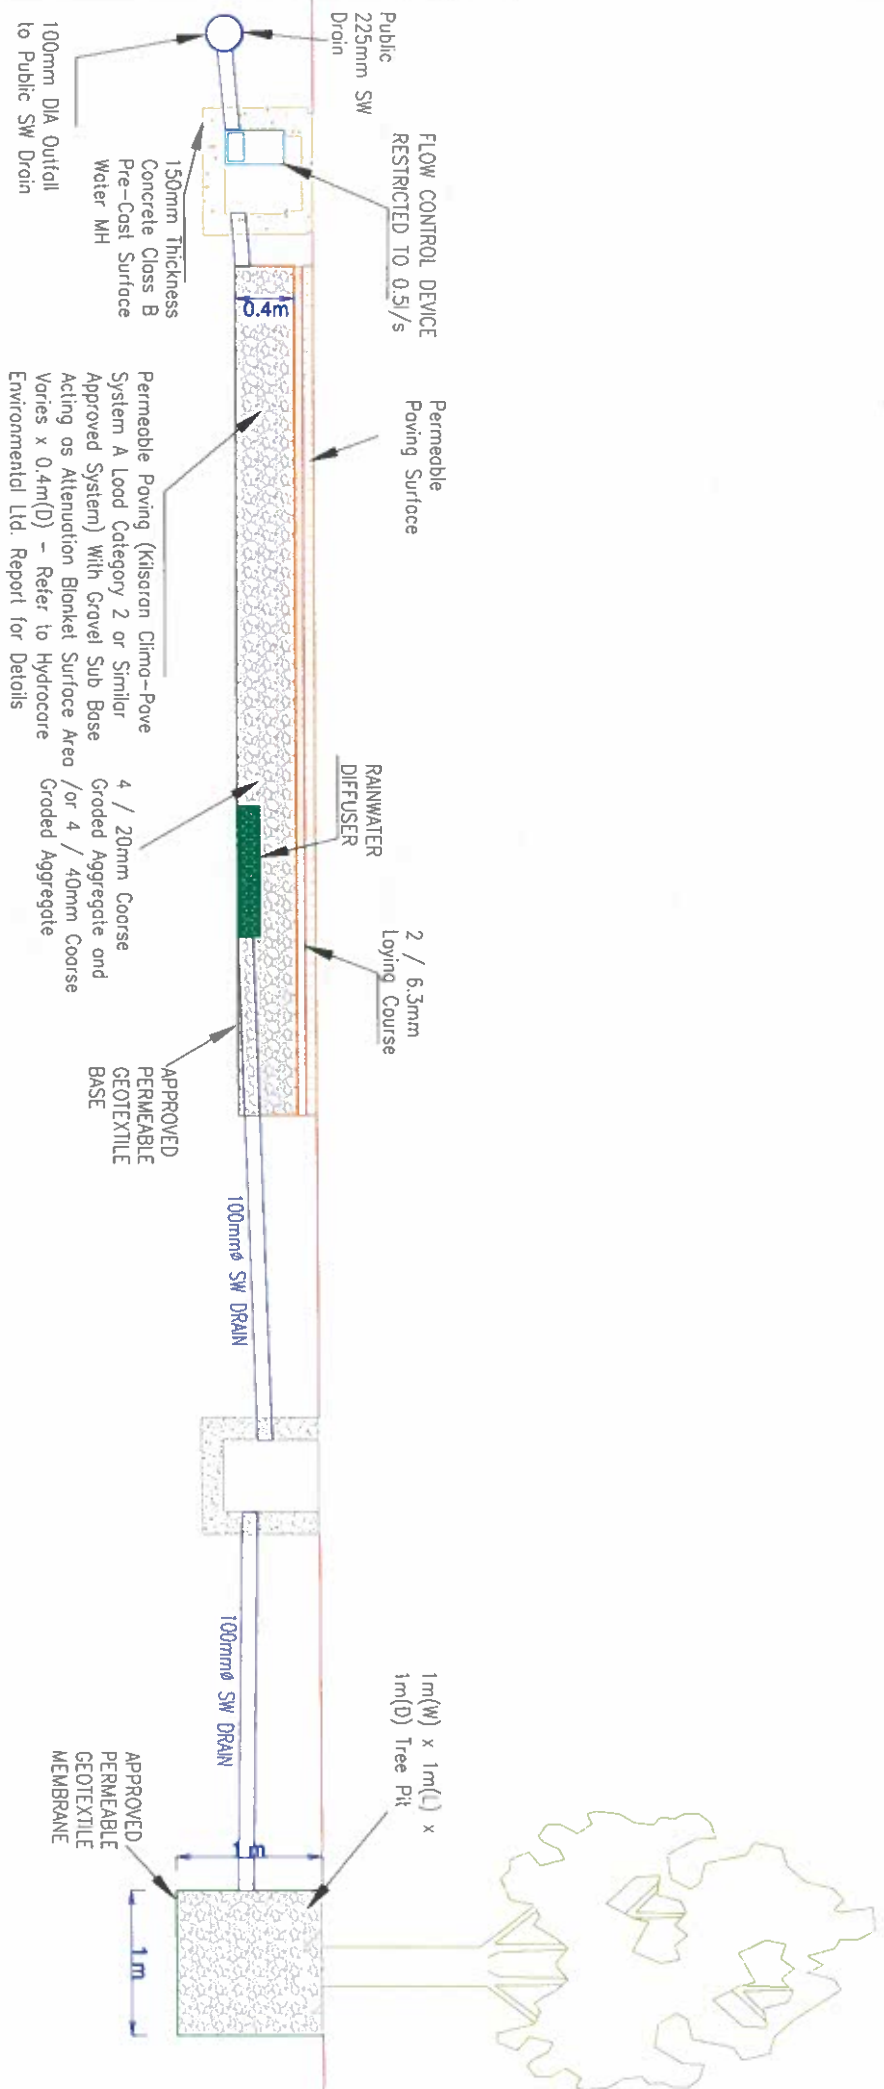 Public
225mm SW
Drain
100mm DIA Outfall
to Public SW Drain
FLOW CONTROL DEVICE
RESTRICTED TO 0.5l/s
150mm Thickness
Concrete Class B
Pre-Cast Surface
Water MH
0.4m
Permeable
Paving Surface
Permeable Paving (Kilsaran Clima-Pave
System A Load Category 2 or Similar
Approved System) With Gravel Sub Base
Acting as Attenuation Blanket Surface Area
Varies x 0.4m(D) - Refer to Hydrocare
Environmental Ltd. Report for Details
RAINWATER
DIFFUSER
4 / 20mm Coarse
Graded Aggregate and
/or 4 / 40mm Coarse
Graded Aggregate
2 / 6.3mm
Laying Course
APPROVED
PERMEABLE
GEOTEXTILE
BASE
100mmø SW DRAIN
100mmø SW DRAIN
1m(W) x 1m(L) x
1m(D) Tree Pit
APPROVED
PERMEABLE
GEOTEXTILE
MEMBRANE
1m
1m